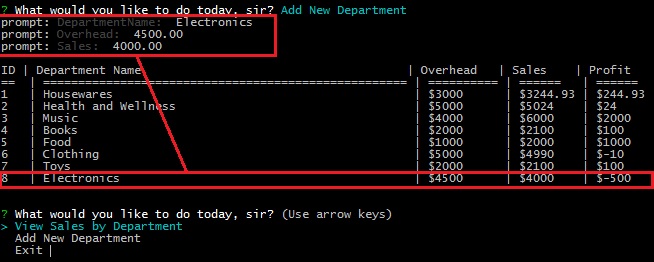 ? What would you like to do today, sir? Add New Department
prompt: DepartmentName:  Electronics
prompt: Overhead:  4500.00
prompt: Sales:  4000.00
ID | Department Name | Overhead | Sales | Profit
== | ================================================== | ======== | ====== | ======
1 | Housewares | $3000 | $3244.93 | $244.93
2 | Health and Wellness | $5000 | $5024 | $24
3 | Music | $4000 | $6000 | $2000
4 | Books | $2000 | $2100 | $100
5 | Food | $1000 | $2000 | $1000
6 | Clothing | $5000 | $4990 | $-10
7 | Toys | $2000 | $2100 | $100
8 | Electronics | $4500 | $4000 | $-500
? What would you like to do today, sir? (Use arrow keys)
> View Sales by Department
Add New Department
Exit